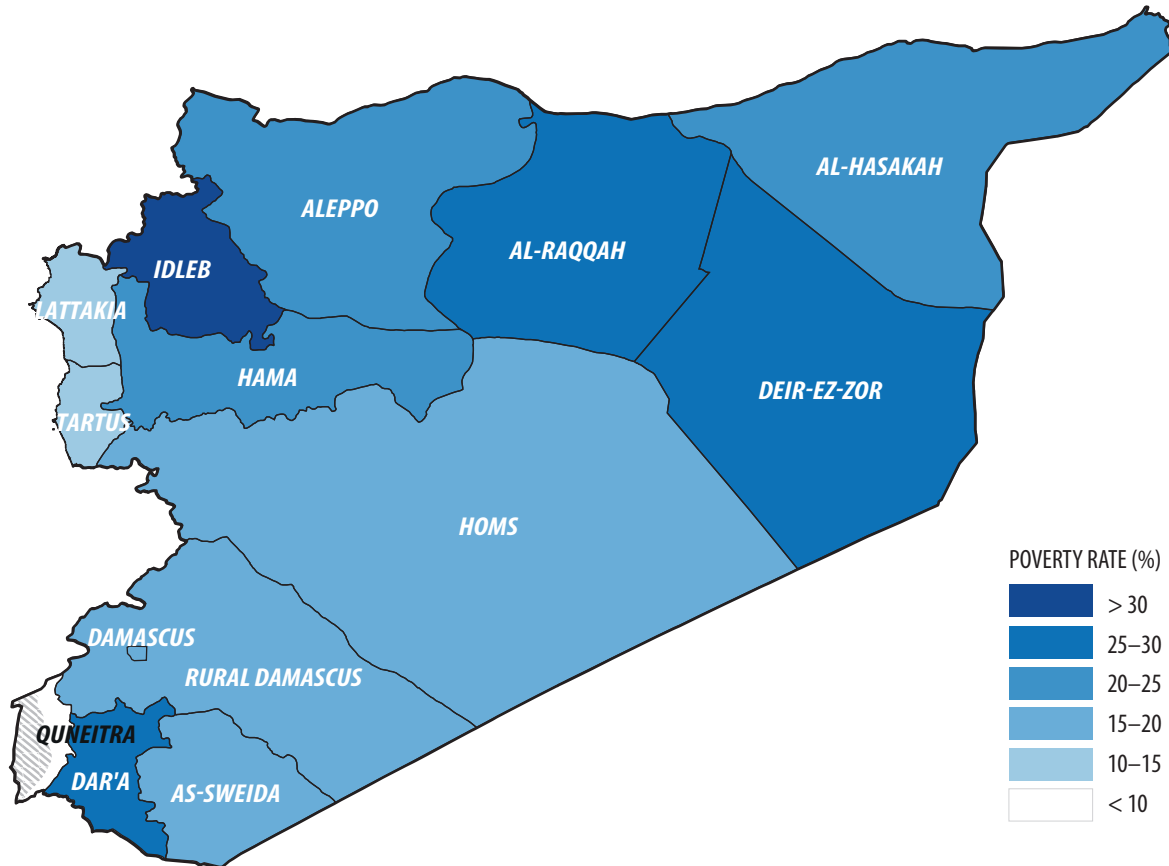 AL-HASAKAH
ALEPPO
AL-RAQQAH
IDLEB
LATTAKIA
HAMA
DEIR-EZ-ZOR
TARTUS
HOMS
DAMASCUS
RURAL DAMASCUS
QUNEITRA
DAR'A
AS-SWEIDA
POVERTY RATE (%)
> 30
25–30
20–25
15–20
10–15
< 10